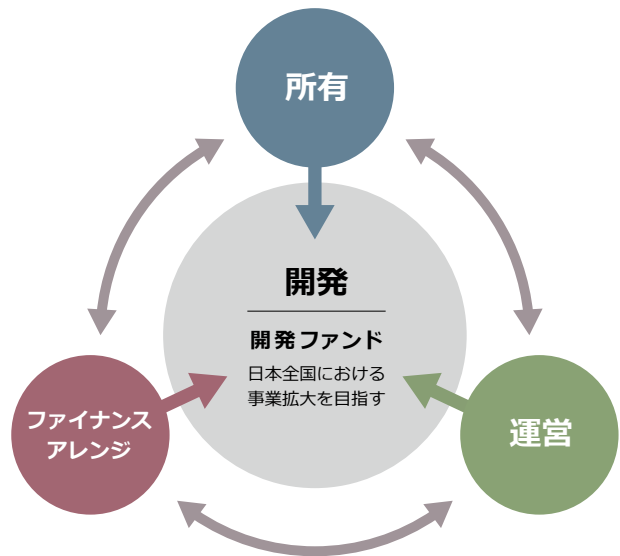 所有
開発
開発ファンド
日本全国における
事業拡大を目指す
ファイナンス
アレンジ
運営